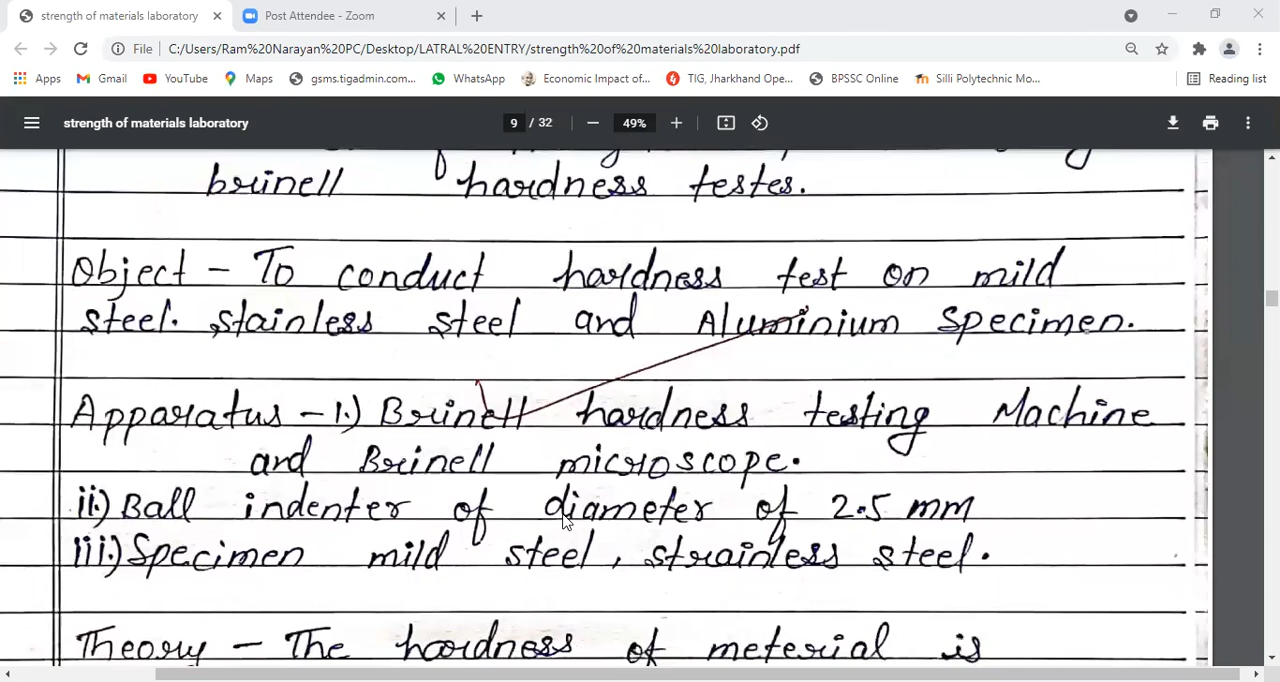 strength of materials laboratory
Post Attendee - Zoom
File
C:/Users/Ram%20Narayan%20PC/Desktop/LATRAL%20ENTRY/strength%20of%20materials%20laboratory.pdf
Apps
Gmail
YouTube
Maps
gsms.tigadmin.com...
WhatsApp
Economic Impact of...
TIG, Jharkhand Ope...
BPSSC Online
Silli Polytechnic Mo...
Reading list
strength of materials laboratory
9 / 32
49%
brinell hardness testes.
Object - To conduct hardness test on mild
steel. stainless steel and Aluminium Specimen.
Apparatus - 1.) Brinell hardness testing Machine
and Brinell microscope.
ii.) Ball indenter of diameter of 2.5 mm
iii.) Specimen mild steel, strainless steel.
Theory - The hardness of meterial is